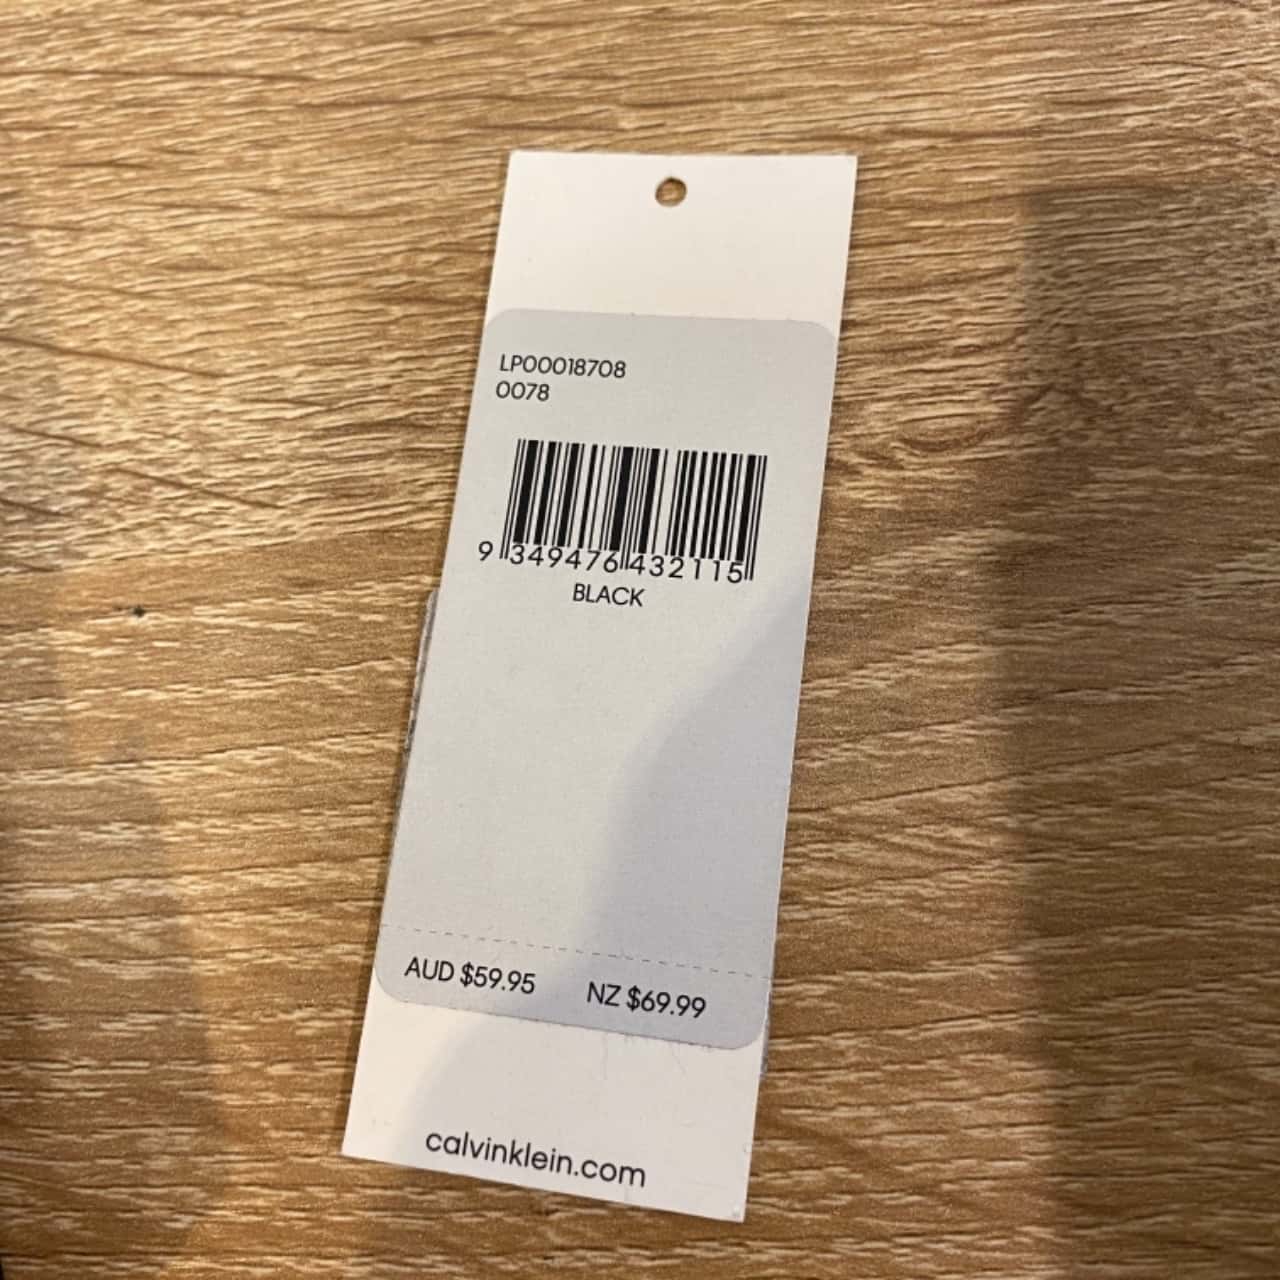 LP00018708
0078
9 349476 432115
BLACK
AUD $59.95 NZ $69.99
calvinklein.com